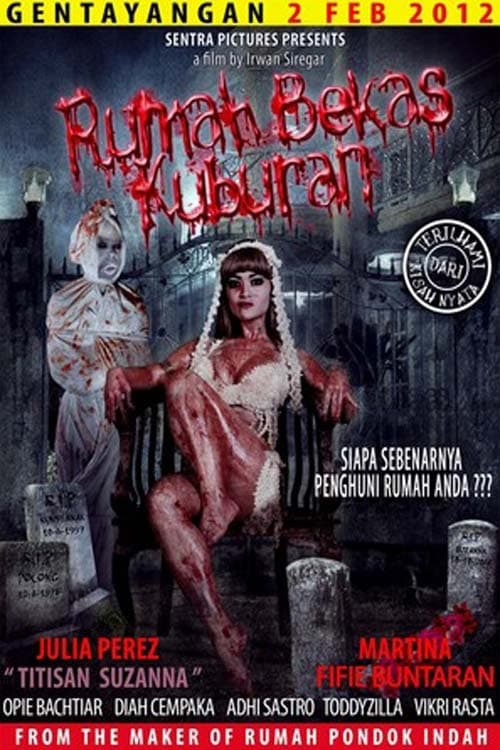 GENTAYANGAN 2 FEB 2012
SENTRA PICTURES PRESENTS
a film by Irwan Siregar
Rumah Bekas
Kuburan
TERILHAMI
DARI
KISAH NYATA
SIAPA SEBENARNYA
PENGHUNI RUMAH ANDA ???
R.I.P
R.I.P
POCONG
JULIA PEREZ
"TITISAN SUZANNA"
MARTINA
FIFIE BUNTARAN
OPIE BACHTIAR DIAH CEMPAKA ADHI SASTRO TODDYZILLA VIKRI RASTA
FROM THE MAKER OF RUMAH PONDOK INDAH